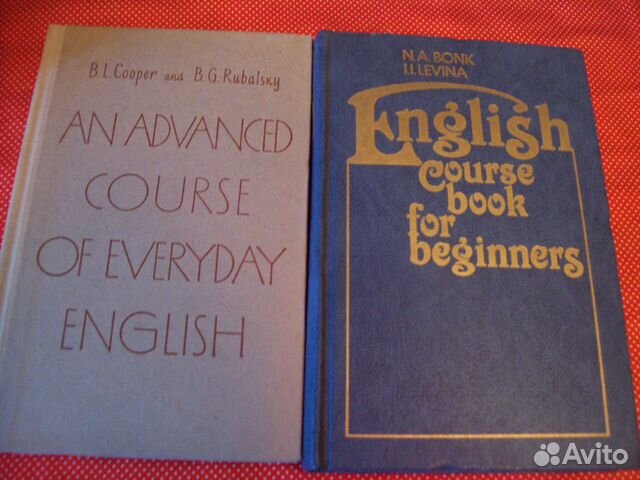 B.L.Cooper and B.G.Rubalsky
AN ADVANCED
COURSE
OF EVERYDAY
ENGLISH
N.A.BONK
I.I.LEVINA
English
course
book
for
beginners
Avito